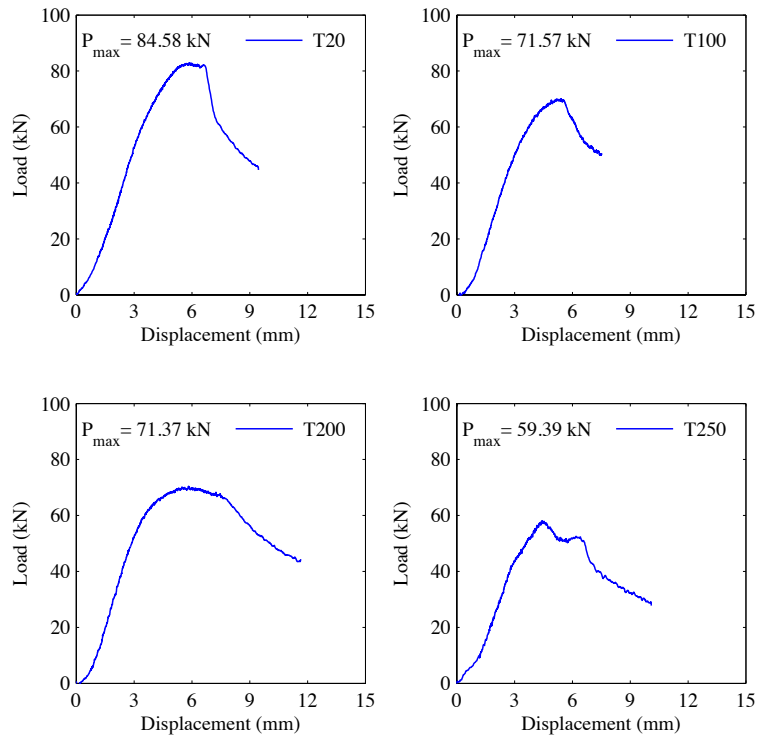 100
80
60
40
20
0
Load (kN)
P_max= 84.58 kN
T20
0 3 6 9 12 15
Displacement (mm)
100
80
60
40
20
0
Load (kN)
P_max= 71.57 kN
T100
0 3 6 9 12 15
Displacement (mm)
100
80
60
40
20
0
Load (kN)
P_max= 71.37 kN
T200
0 3 6 9 12 15
Displacement (mm)
100
80
60
40
20
0
Load (kN)
P_max= 59.39 kN
T250
0 3 6 9 12 15
Displacement (mm)